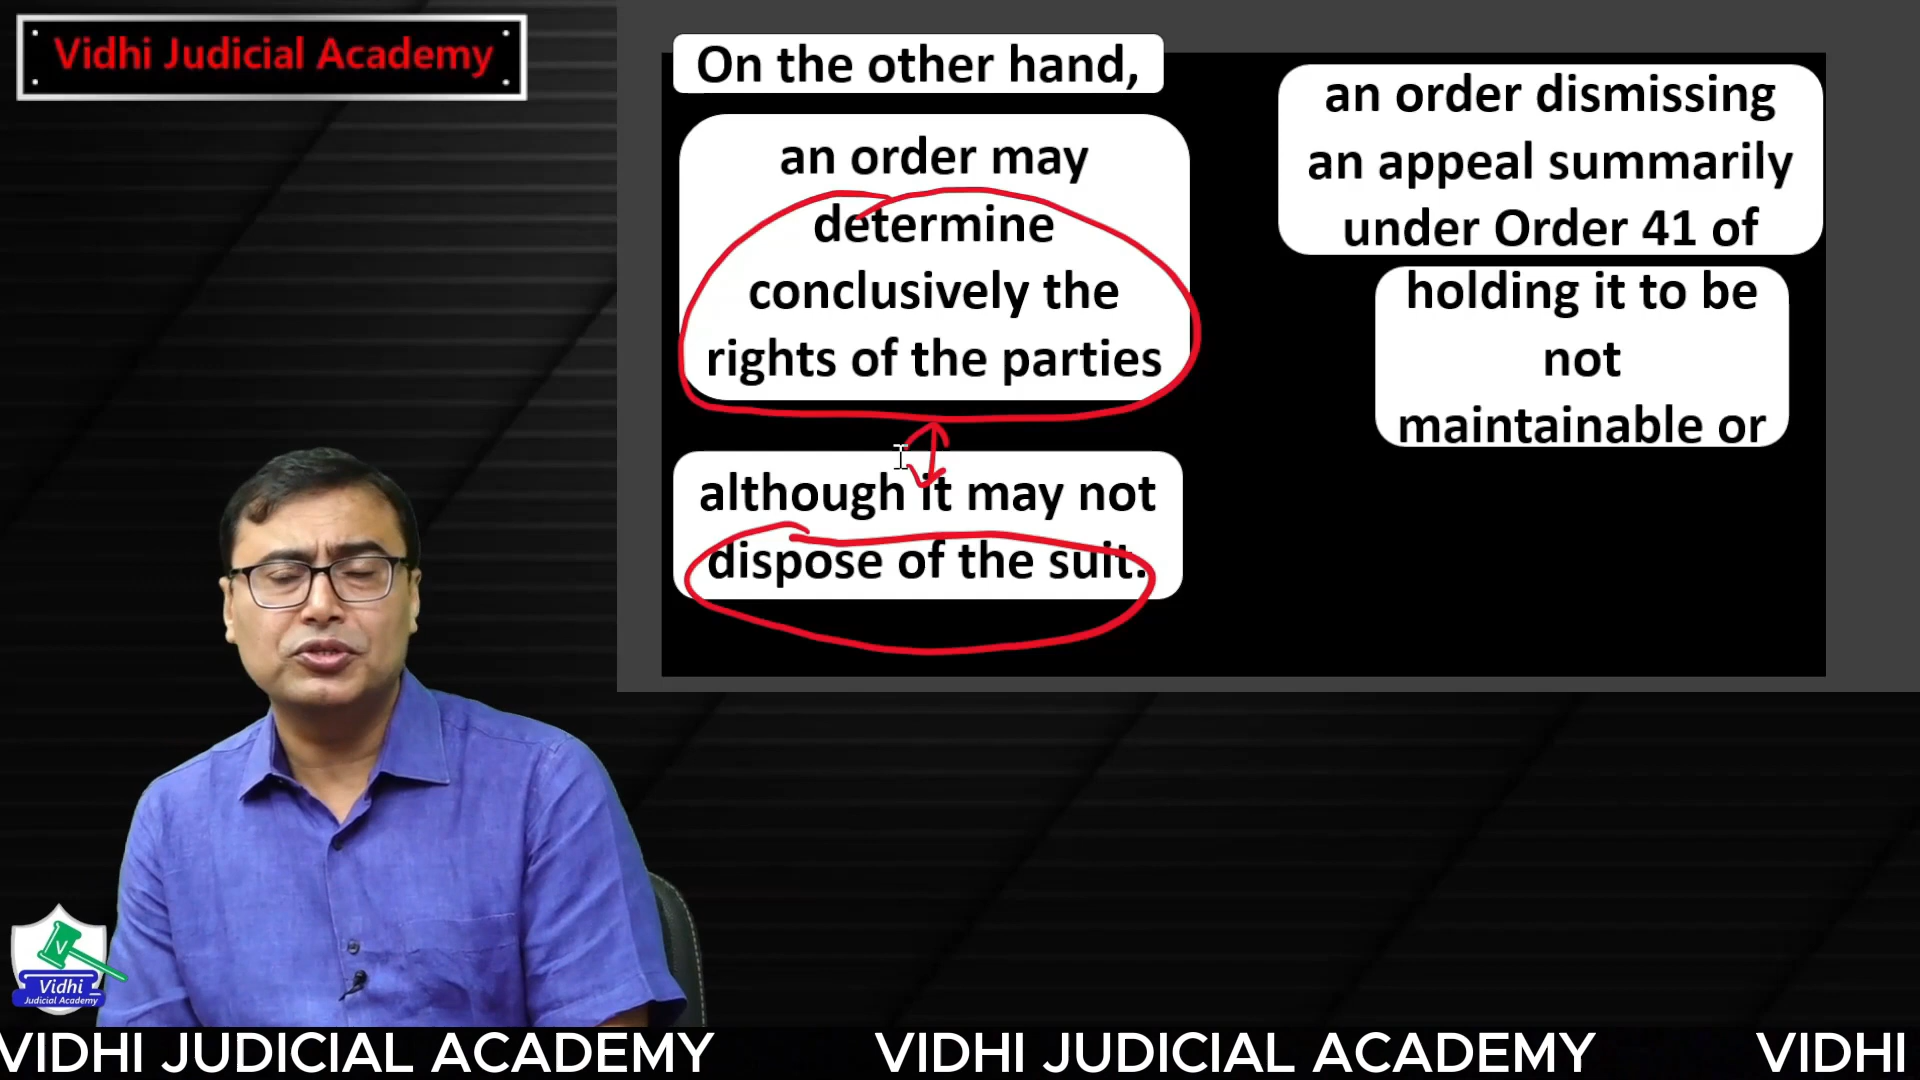 Vidhi Judicial Academy
On the other hand,
an order may
determine
conclusively the
rights of the parties
although it may not
dispose of the suit.
an order dismissing
an appeal summarily
under Order 41 of
holding it to be
not
maintainable or
V
Vidhi
Judicial Academy
VIDHI JUDICIAL ACADEMY VIDHI JUDICIAL ACADEMY VIDHI